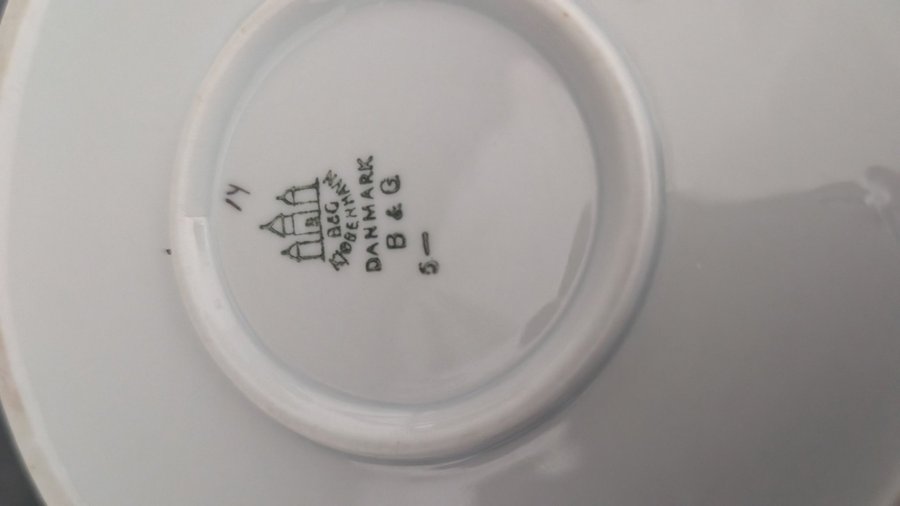 14
B&G
KJØBENHAVN
DANMARK
B & G
5 —